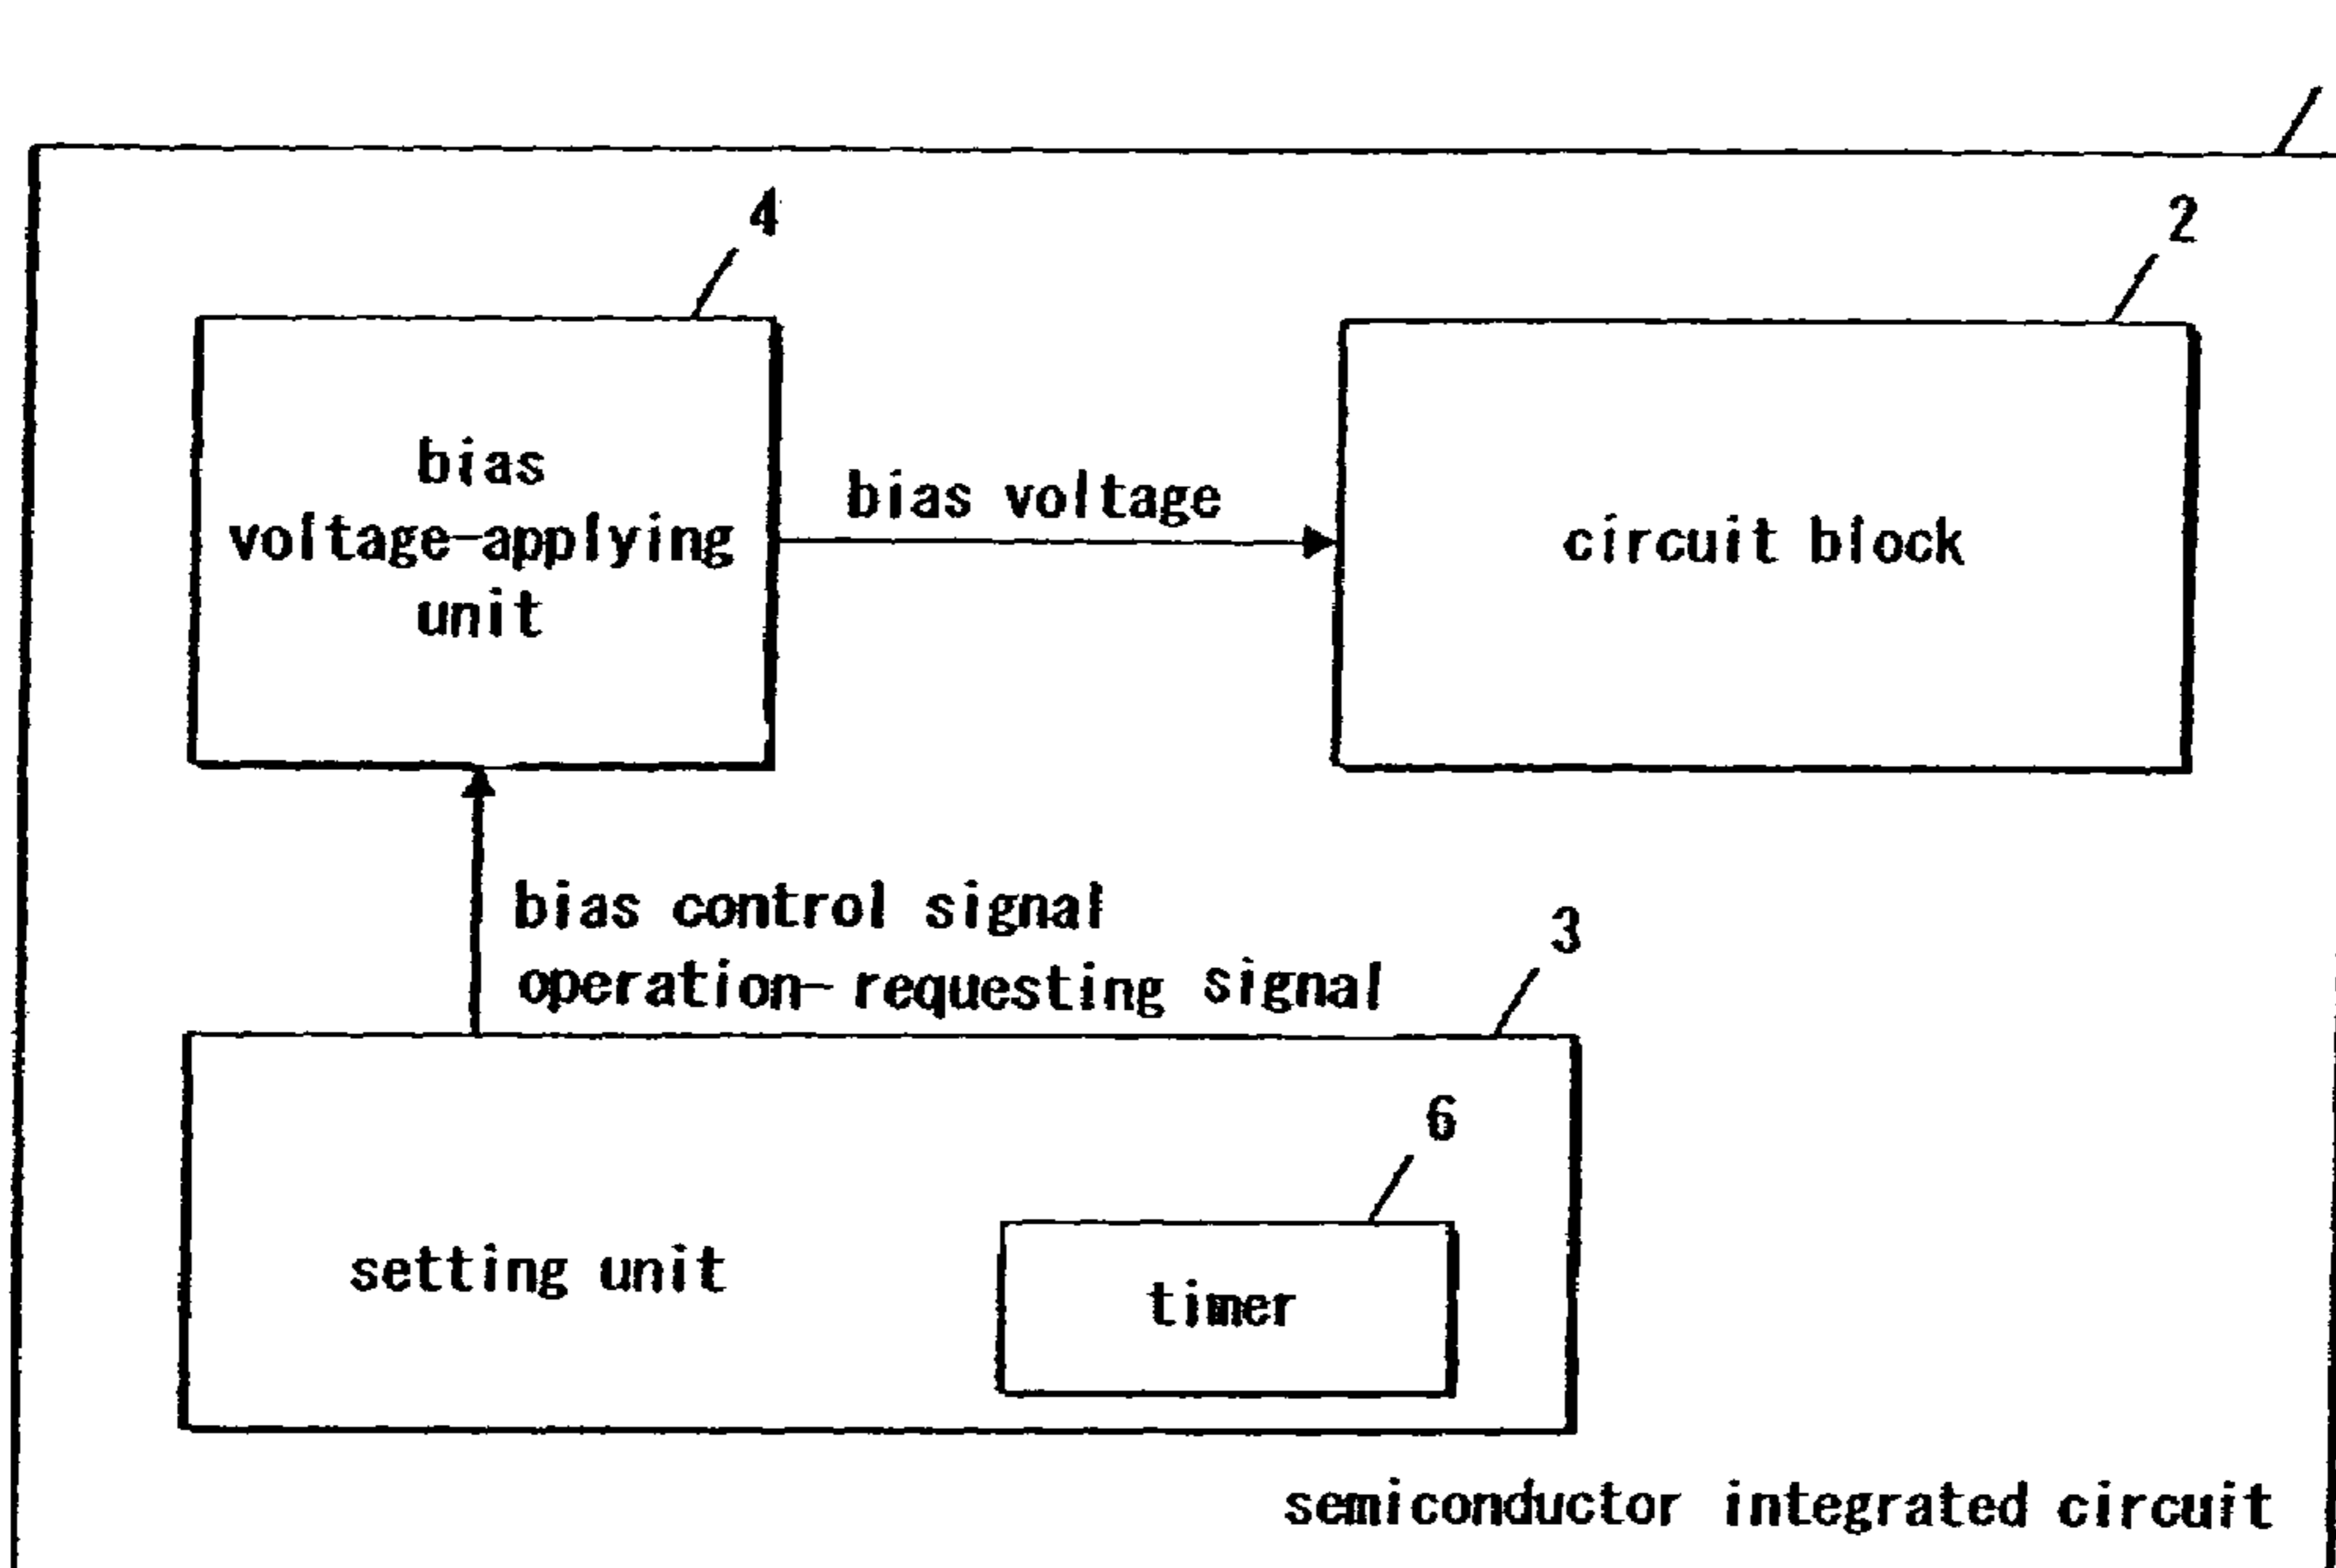 4
2
bias
voltage-applying
unit
bias voltage
circuit block
bias control signal
operation- requesting signal
3
6
setting unit
timer
semiconductor integrated circuit